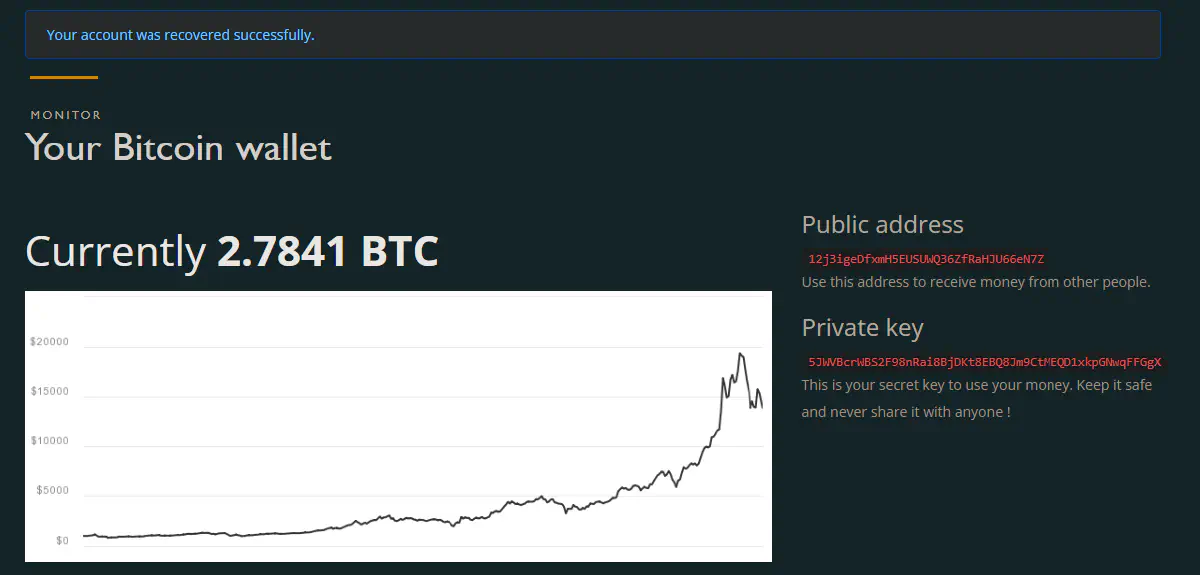 Your account was recovered successfully.
MONITOR
Your Bitcoin wallet
Currently 2.7841 BTC
$20000
$15000
$10000
$5000
$0
Public address
12j3igeDfxmH5EUSUWQ36ZfRaHJU66eN7Z
Use this address to receive money from other people.
Private key
5JWVBcrWBS2F98nRai8BjDKt8EBQ8Jm9CtMEQD1xkpGNwqFFGgX
This is your secret key to use your money. Keep it safe
and never share it with anyone !